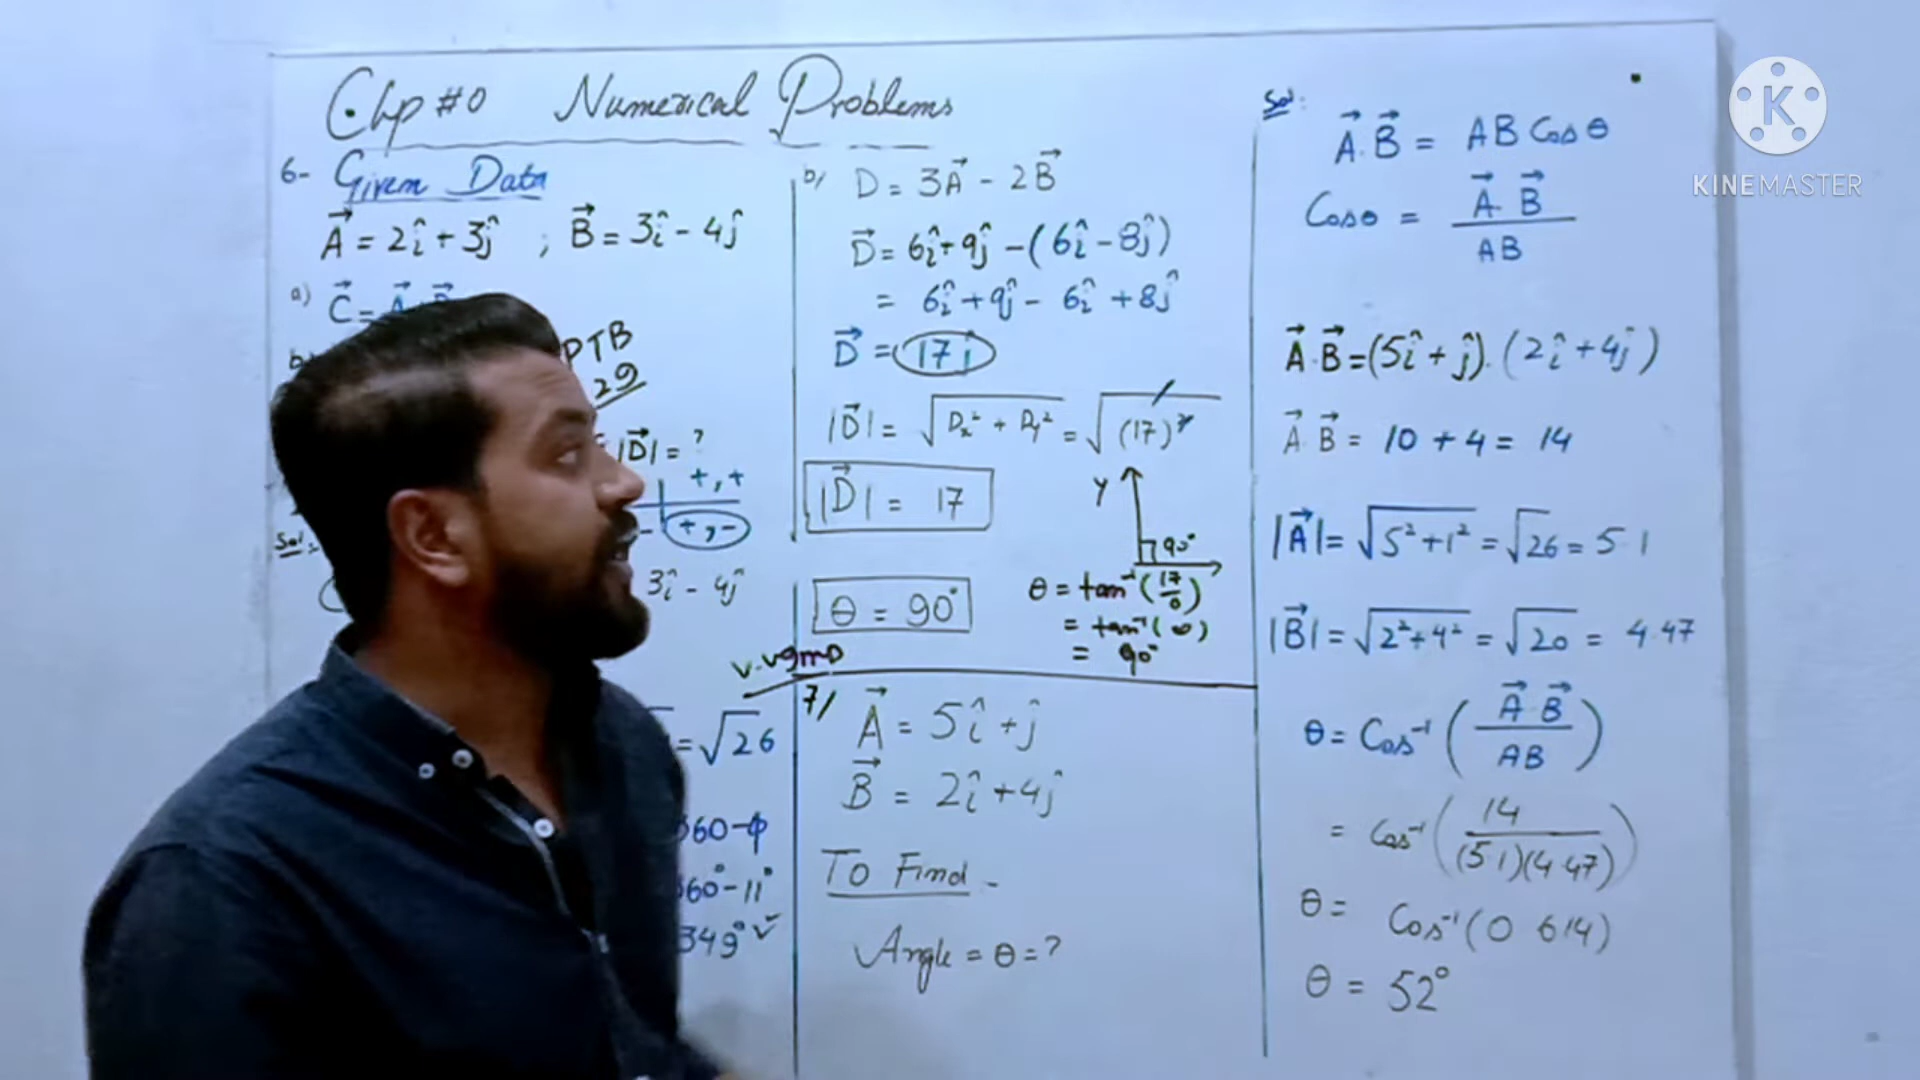 Chp #0 Numerical Problems
6- Given Data
A⃗ = 2î + 3ĵ ; B⃗ = 3î - 4ĵ
a) C⃗ =
PTB
29
|D⃗| = ?
+,+
- +,-
Sol:
3î - 4ĵ
= √26
360-φ
360°-11°
349° ✓
b/ D = 3A⃗ - 2B⃗
D⃗ = 6î + 9ĵ - (6î - 8ĵ)
= 6î + 9ĵ - 6î + 8ĵ
D⃗ = 17ĵ
|D⃗| = √(Dx² + Dy²) = √(17)²
|D⃗| = 17
Y
90°
θ = 90°
θ = tan⁻¹(17/0)
= tan⁻¹(∞)
= 90°
7/ A⃗ = 5î + ĵ
B⃗ = 2î + 4ĵ
To Find -
Angle = θ = ?
Sol:
A⃗.B⃗ = AB Cos θ
Cosθ = A⃗.B⃗/AB
A⃗.B⃗ = (5î + ĵ).(2î + 4ĵ)
A⃗.B⃗ = 10 + 4 = 14
|A⃗| = √(5²+1²) = √26 = 5.1
|B⃗| = √(2²+4²) = √20 = 4.47
θ = Cos⁻¹(A⃗.B⃗/AB)
= Cos⁻¹(14/(5.1)(4.47))
θ = Cos⁻¹(0.614)
θ = 52°
K
KINEMASTER